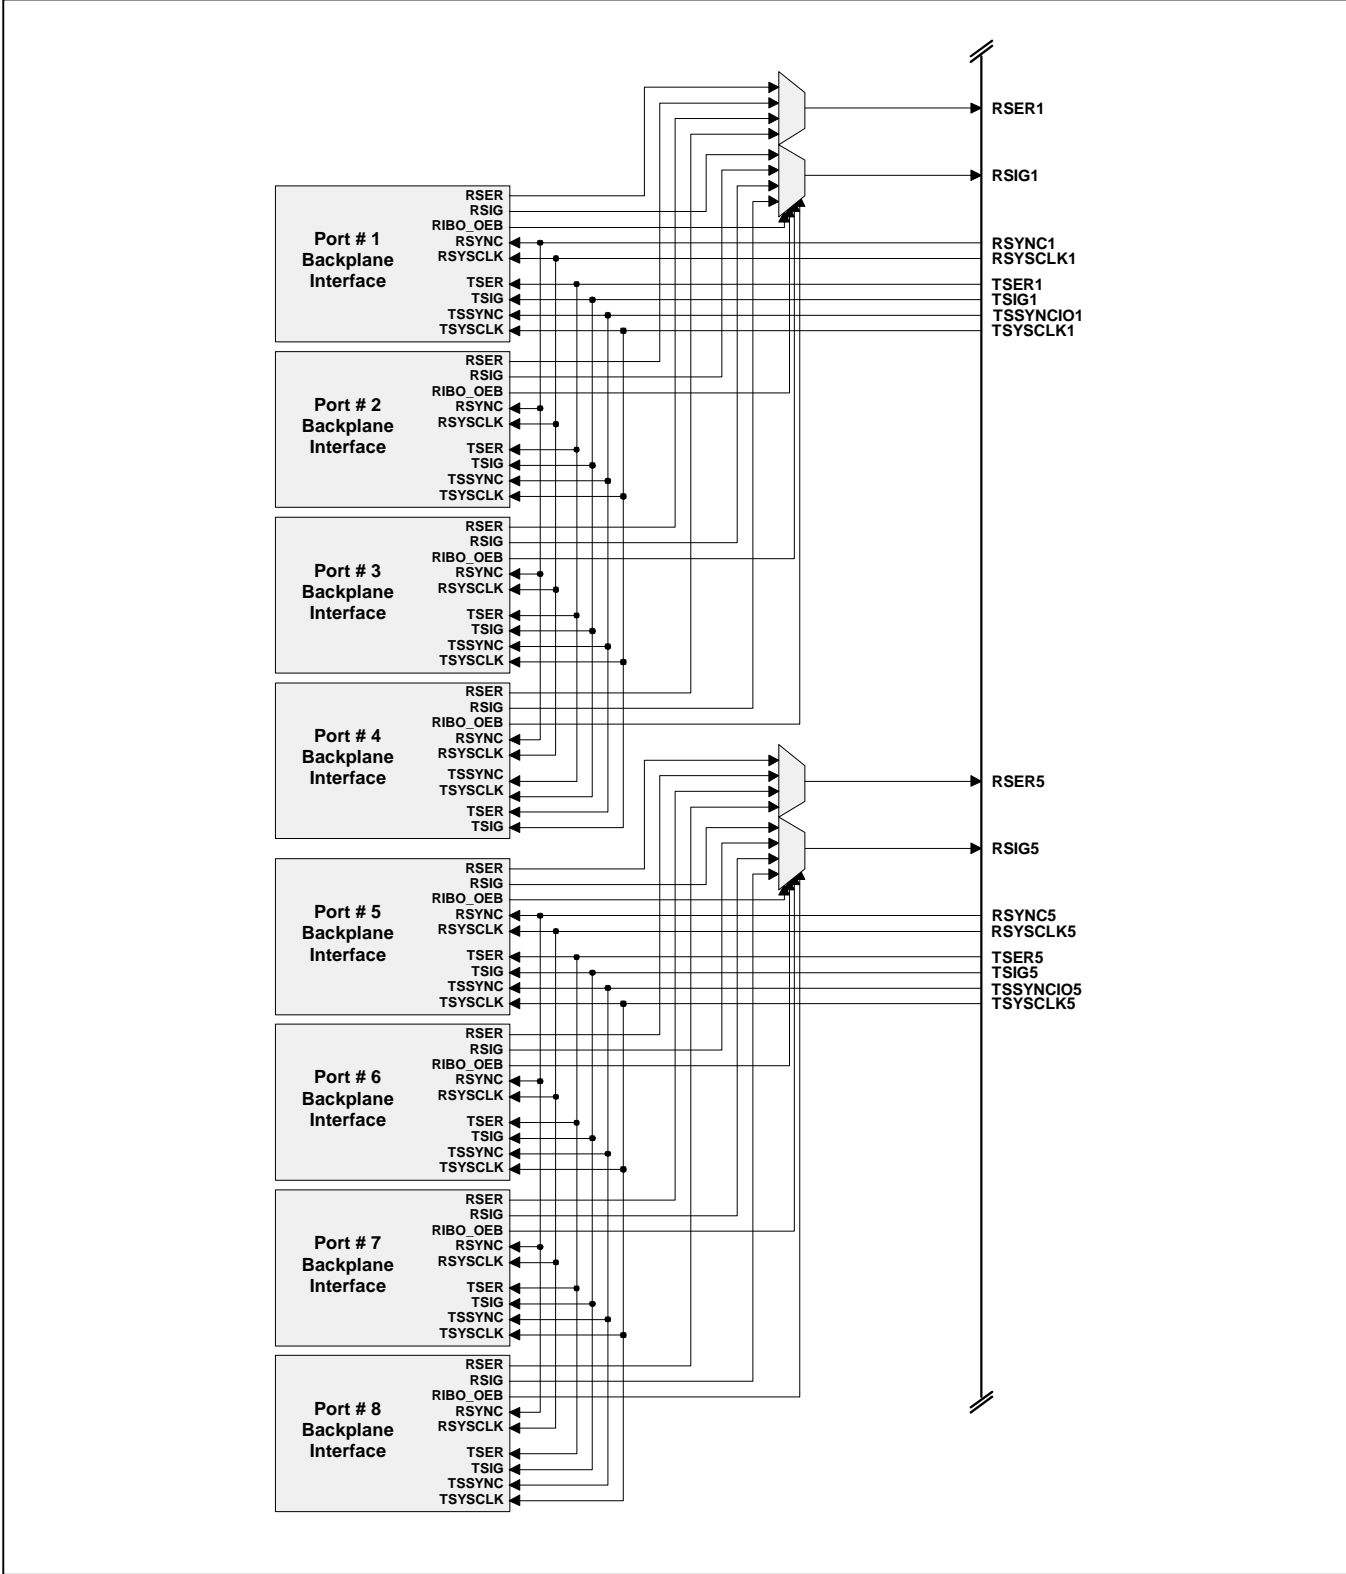 RSER1
RSIG1
Port # 1
Backplane
Interface
RSER
RSIG
RIBO_OEB
RSYNC
RSYSCLK
TSER
TSIG
TSSYNC
TSYSCLK
RSYNC1
RSYSCLK1
TSER1
TSIG1
TSSYNCIO1
TSYSCLK1
Port # 2
Backplane
Interface
RSER
RSIG
RIBO_OEB
RSYNC
RSYSCLK
TSER
TSIG
TSSYNC
TSYSCLK
Port # 3
Backplane
Interface
RSER
RSIG
RIBO_OEB
RSYNC
RSYSCLK
TSER
TSIG
TSSYNC
TSYSCLK
Port # 4
Backplane
Interface
RSER
RSIG
RIBO_OEB
RSYNC
RSYSCLK
TSSYNC
TSYSCLK
TSER
TSIG
RSER5
RSIG5
Port # 5
Backplane
Interface
RSER
RSIG
RIBO_OEB
RSYNC
RSYSCLK
TSER
TSIG
TSSYNC
TSYSCLK
RSYNC5
RSYSCLK5
TSER5
TSIG5
TSSYNCIO5
TSYSCLK5
Port # 6
Backplane
Interface
RSER
RSIG
RIBO_OEB
RSYNC
RSYSCLK
TSER
TSIG
TSSYNC
TSYSCLK
Port # 7
Backplane
Interface
RSER
RSIG
RIBO_OEB
RSYNC
RSYSCLK
TSER
TSIG
TSSYNC
TSYSCLK
Port # 8
Backplane
Interface
RSER
RSIG
RIBO_OEB
RSYNC
RSYSCLK
TSER
TSIG
TSSYNC
TSYSCLK